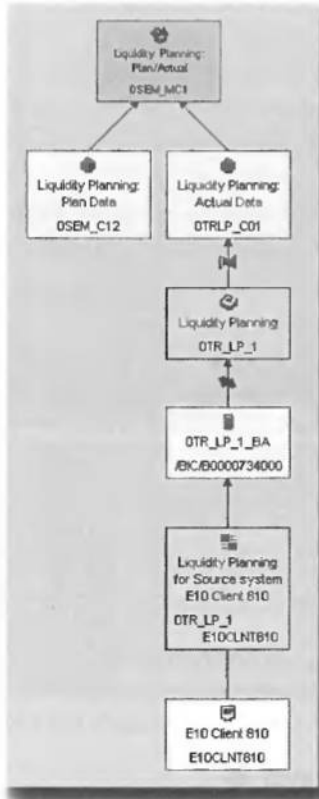 Liquidity Planning:
Plan/Actual
0SEM_MC1
Liquidity Planning:
Plan Data
0SEM_C12
Liquidity Planning:
Actual Data
0TRLP_C01
Liquidity Planning
0TR_LP_1
0TR_LP_1_BA
/BIC/B0000734000
Liquidity Planning
for Source system
E10 Client 810
0TR_LP_1
E10CLNT810
E10 Client 810
E10CLNT810